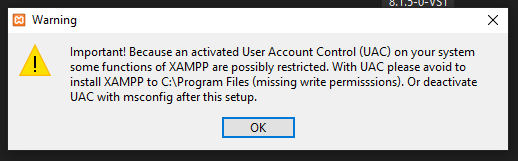 8.1.5-0-VS1
Warning
Important! Because an activated User Account Control (UAC) on your system
some functions of XAMPP are possibly restricted. With UAC please avoid to
install XAMPP to C:\Program Files (missing write permisssions). Or deactivate
UAC with msconfig after this setup.
OK